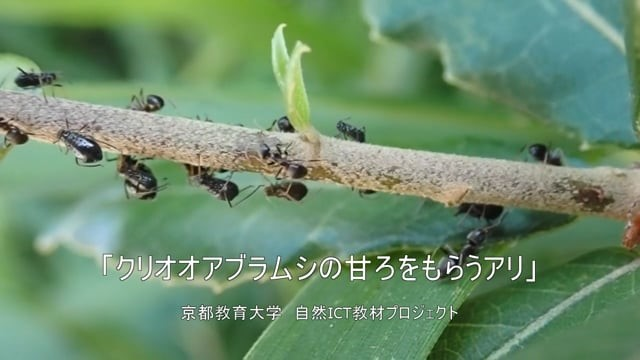 「クリオオアブラムシの甘ろをもらうアリ」
京都教育大学　自然ICT教材プロジェクト